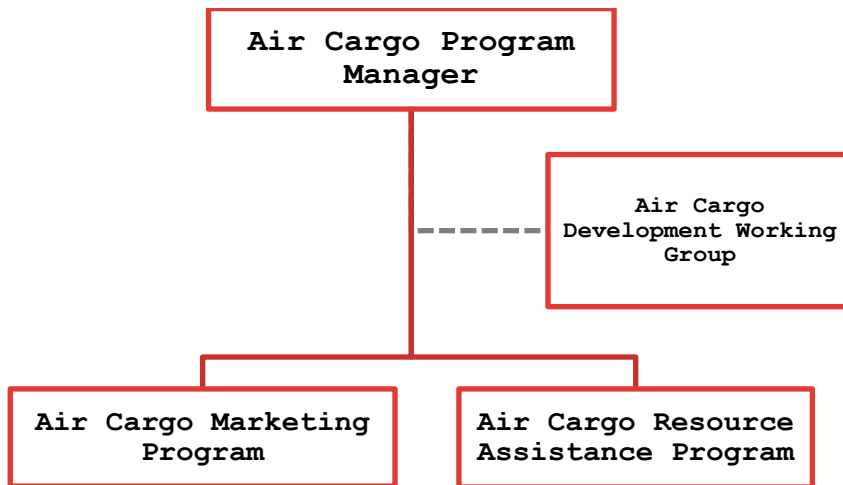 Air Cargo Program
Manager
Air Cargo
Development Working
Group
Air Cargo Marketing
Program
Air Cargo Resource
Assistance Program